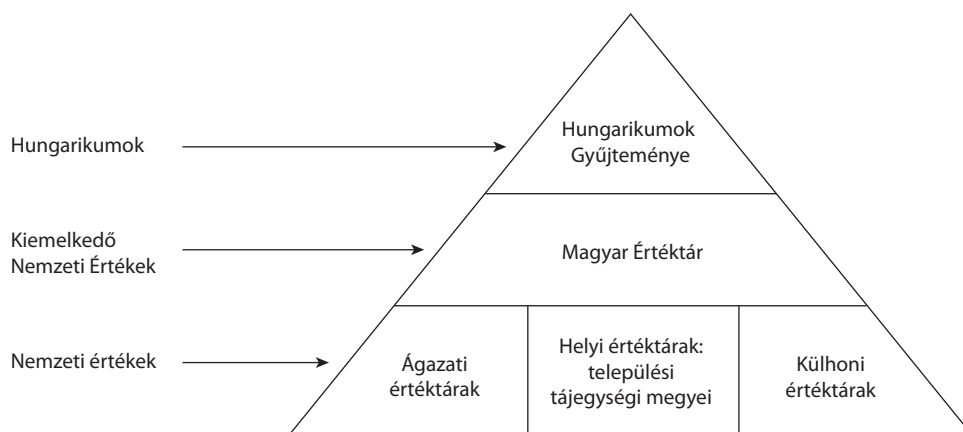 Hungarikumok
Hungarikumok
Gyűjteménye
Kiemelkedő
Nemzeti Értékek
Magyar Értéktár
Nemzeti értékek
Ágazati
értéktárak
Helyi értéktárak:
települési
tájegységi megyei
Külhoni
értéktárak